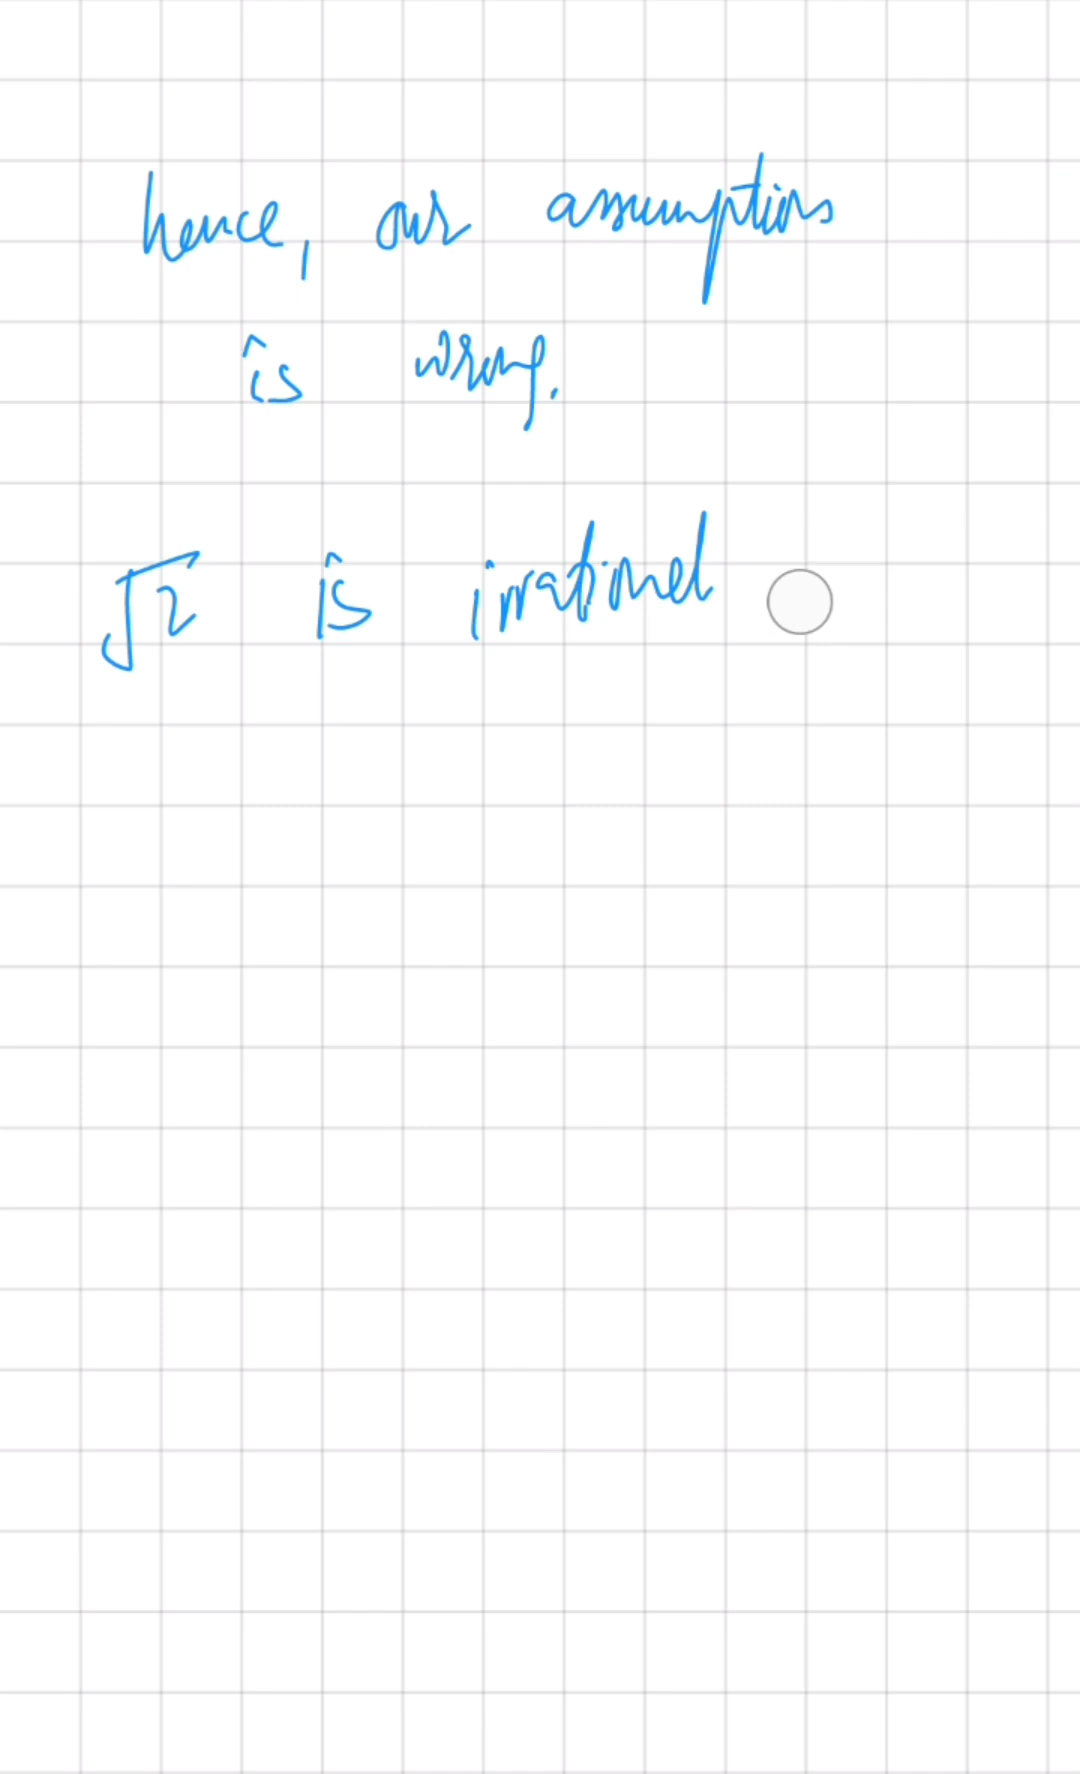 hence, our assumptions
is wrong.
√2 is irrational